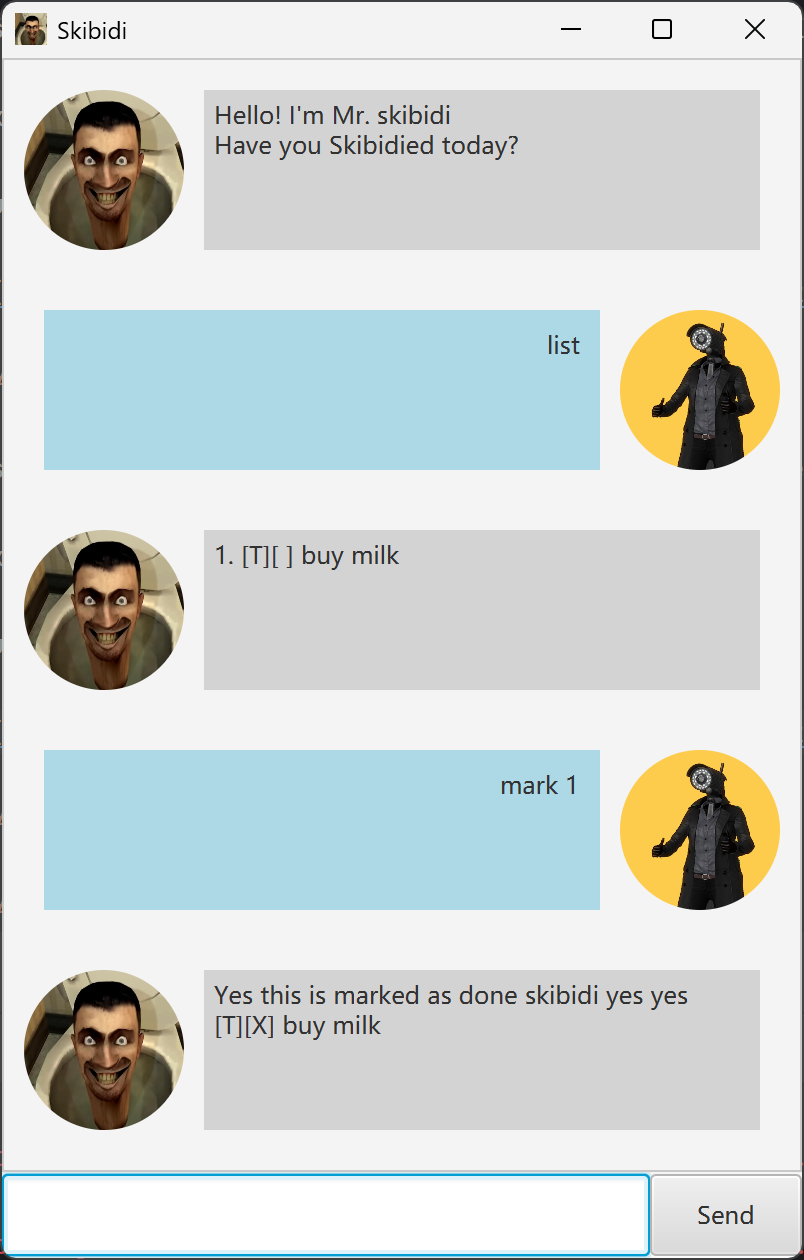 Skibidi
Hello! I'm Mr. skibidi
Have you Skibidied today?
list
1. [T][ ] buy milk
mark 1
Yes this is marked as done skibidi yes yes
[T][X] buy milk
Send